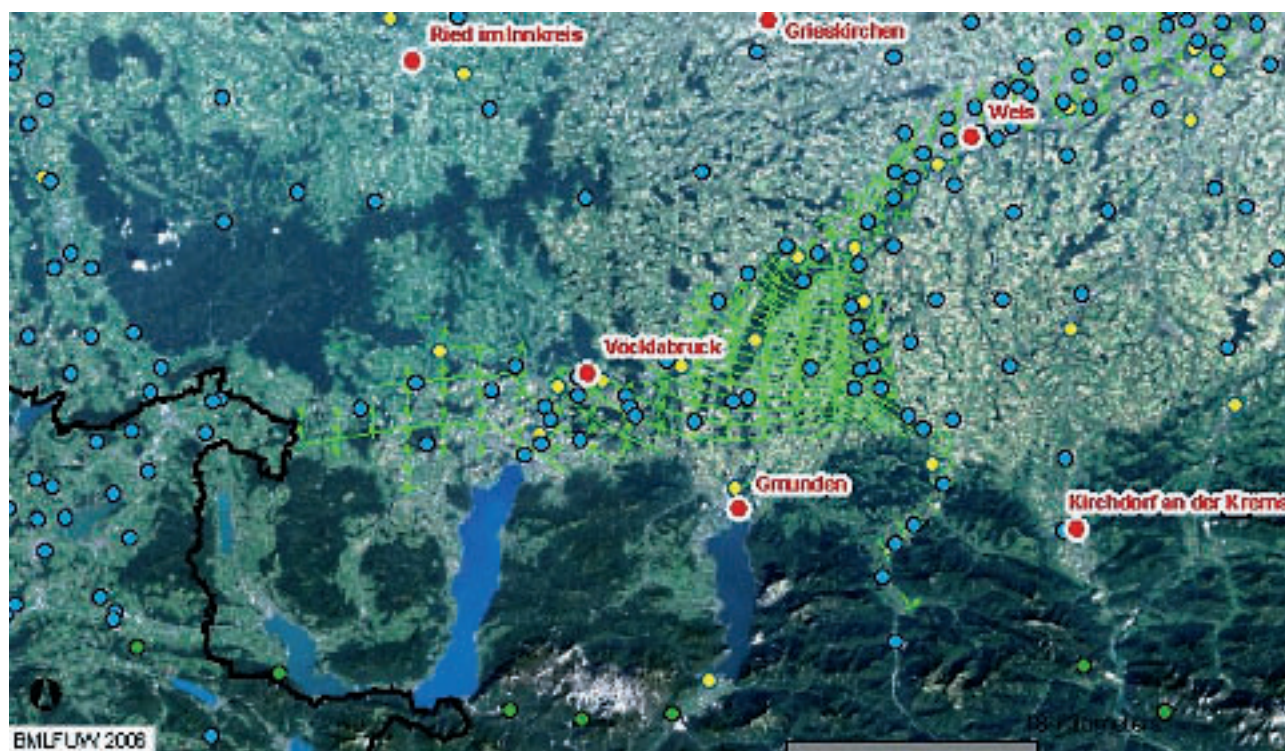 Ried im Innkreis
Grieskirchen
Wels
Vöcklabruck
Gmunden
Kirchdorf an der Krems
BMLFUW 2006